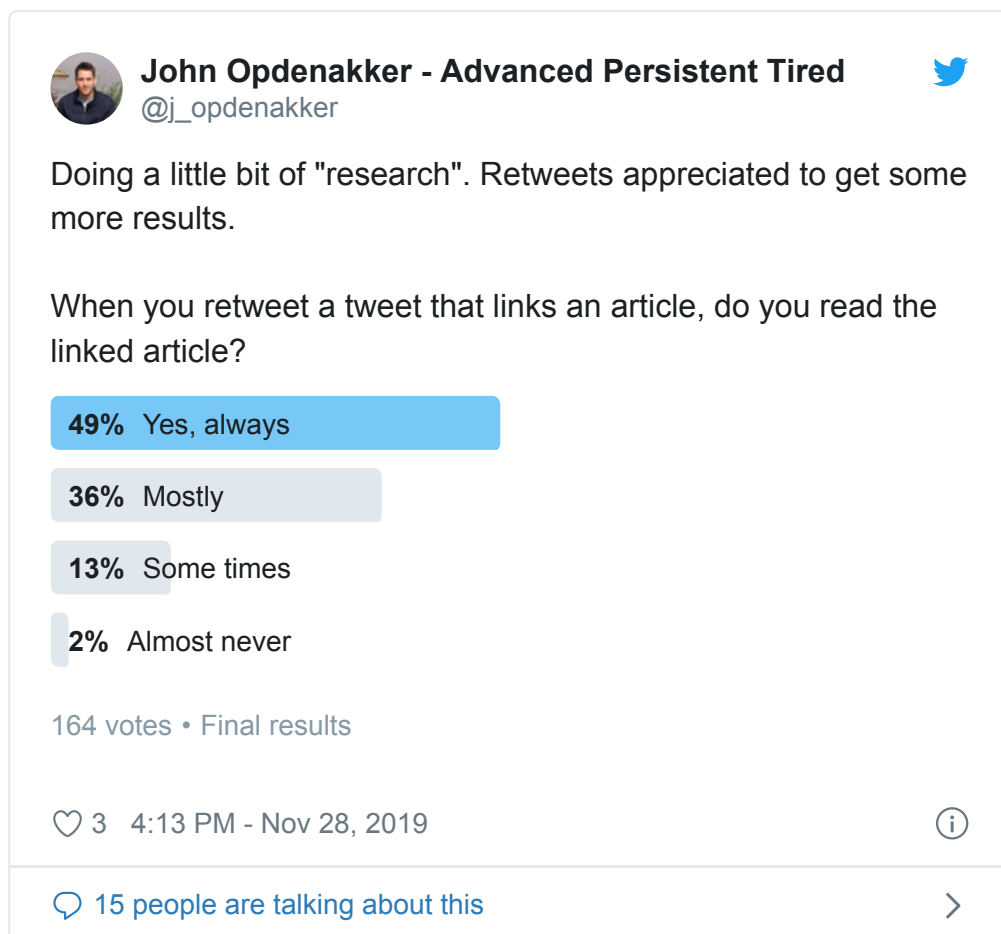 John Opdenakker - Advanced Persistent Tired
@j_opdenakker
Doing a little bit of "research". Retweets appreciated to get some
more results.
When you retweet a tweet that links an article, do you read the
linked article?
49% Yes, always
36% Mostly
13% Some times
2% Almost never
164 votes • Final results
3 4:13 PM - Nov 28, 2019
15 people are talking about this